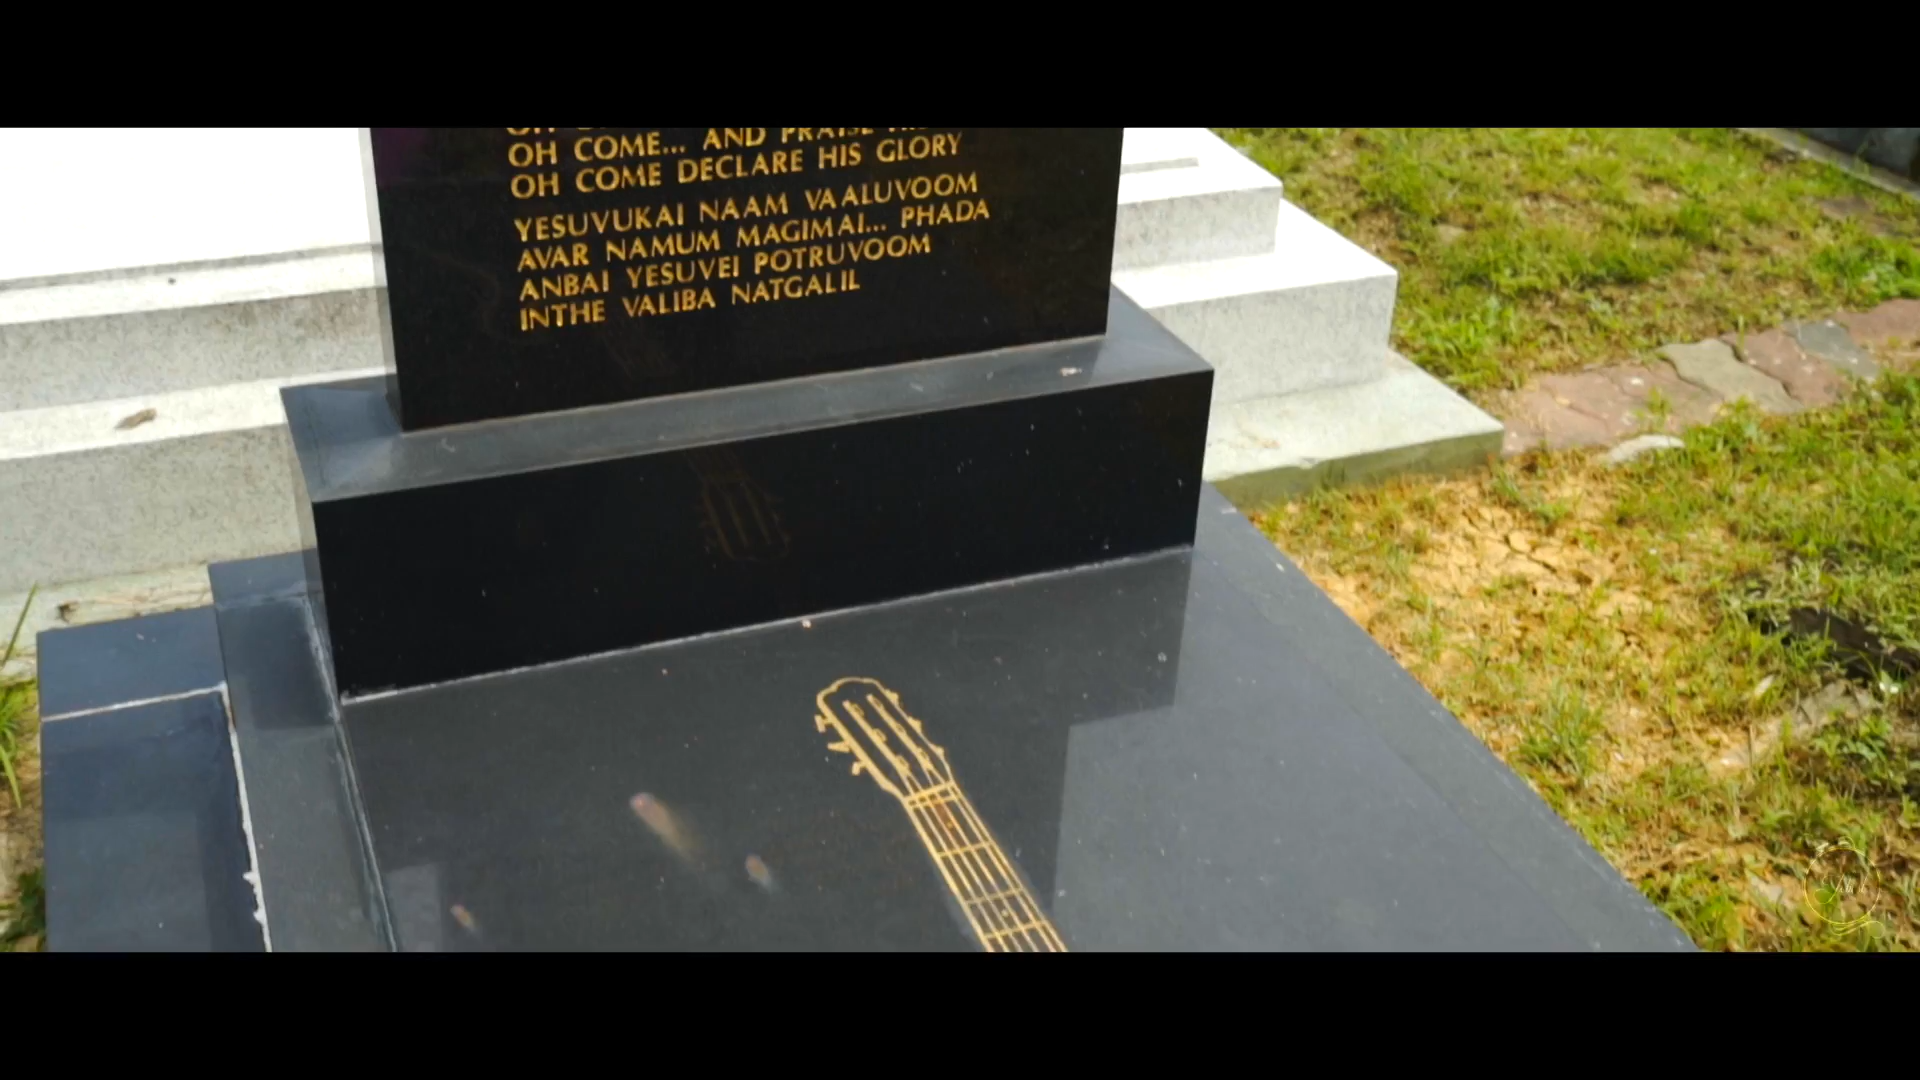 OH COME... AND PRAISE
OH COME DECLARE HIS GLORY
YESUVUKAI NAAM VAALUVOOM
AVAR NAMUM MAGIMAI... PHADA
ANBAI YESUVEI POTRUVOOM
INTHE VALIBA NATGALIL